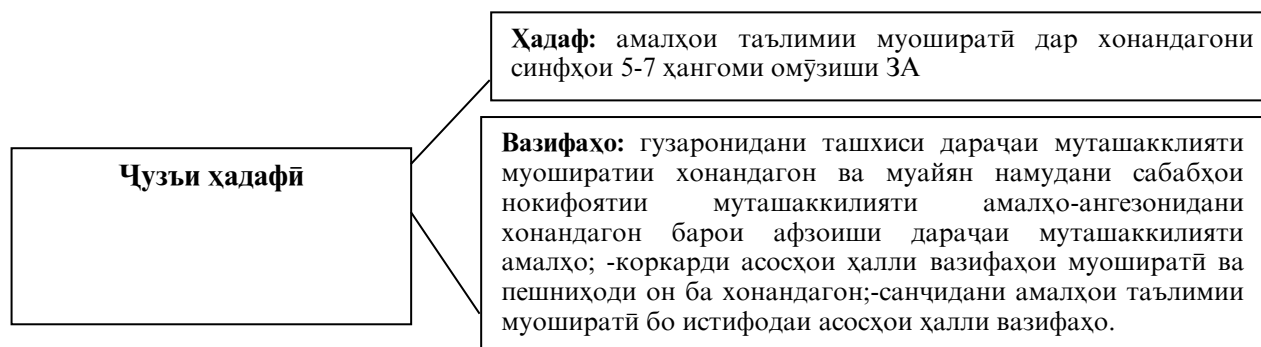 Ҳадаф: амалҳои таълимии муоширатӣ дар хонандагони
синфҳои 5-7 ҳангоми омӯзиши ЗА
Ҷузъи ҳадафӣ
Вазифаҳо: гузаронидани ташхиси дараҷаи муташакклияти
муоширатии хонандагон ва муайян намудани сабабҳои
нокифоятии муташаккилияти амалҳо-ангезонидани
хонандагон барои афзоиши дараҷаи муташаккилияти
амалҳо; -коркарди асосҳои ҳалли вазифаҳои муоширатӣ ва
пешниҳоди он ба хонандагон;-санҷидани амалҳои таълимии
муоширатӣ бо истифодаи асосҳои ҳалли вазифаҳо.